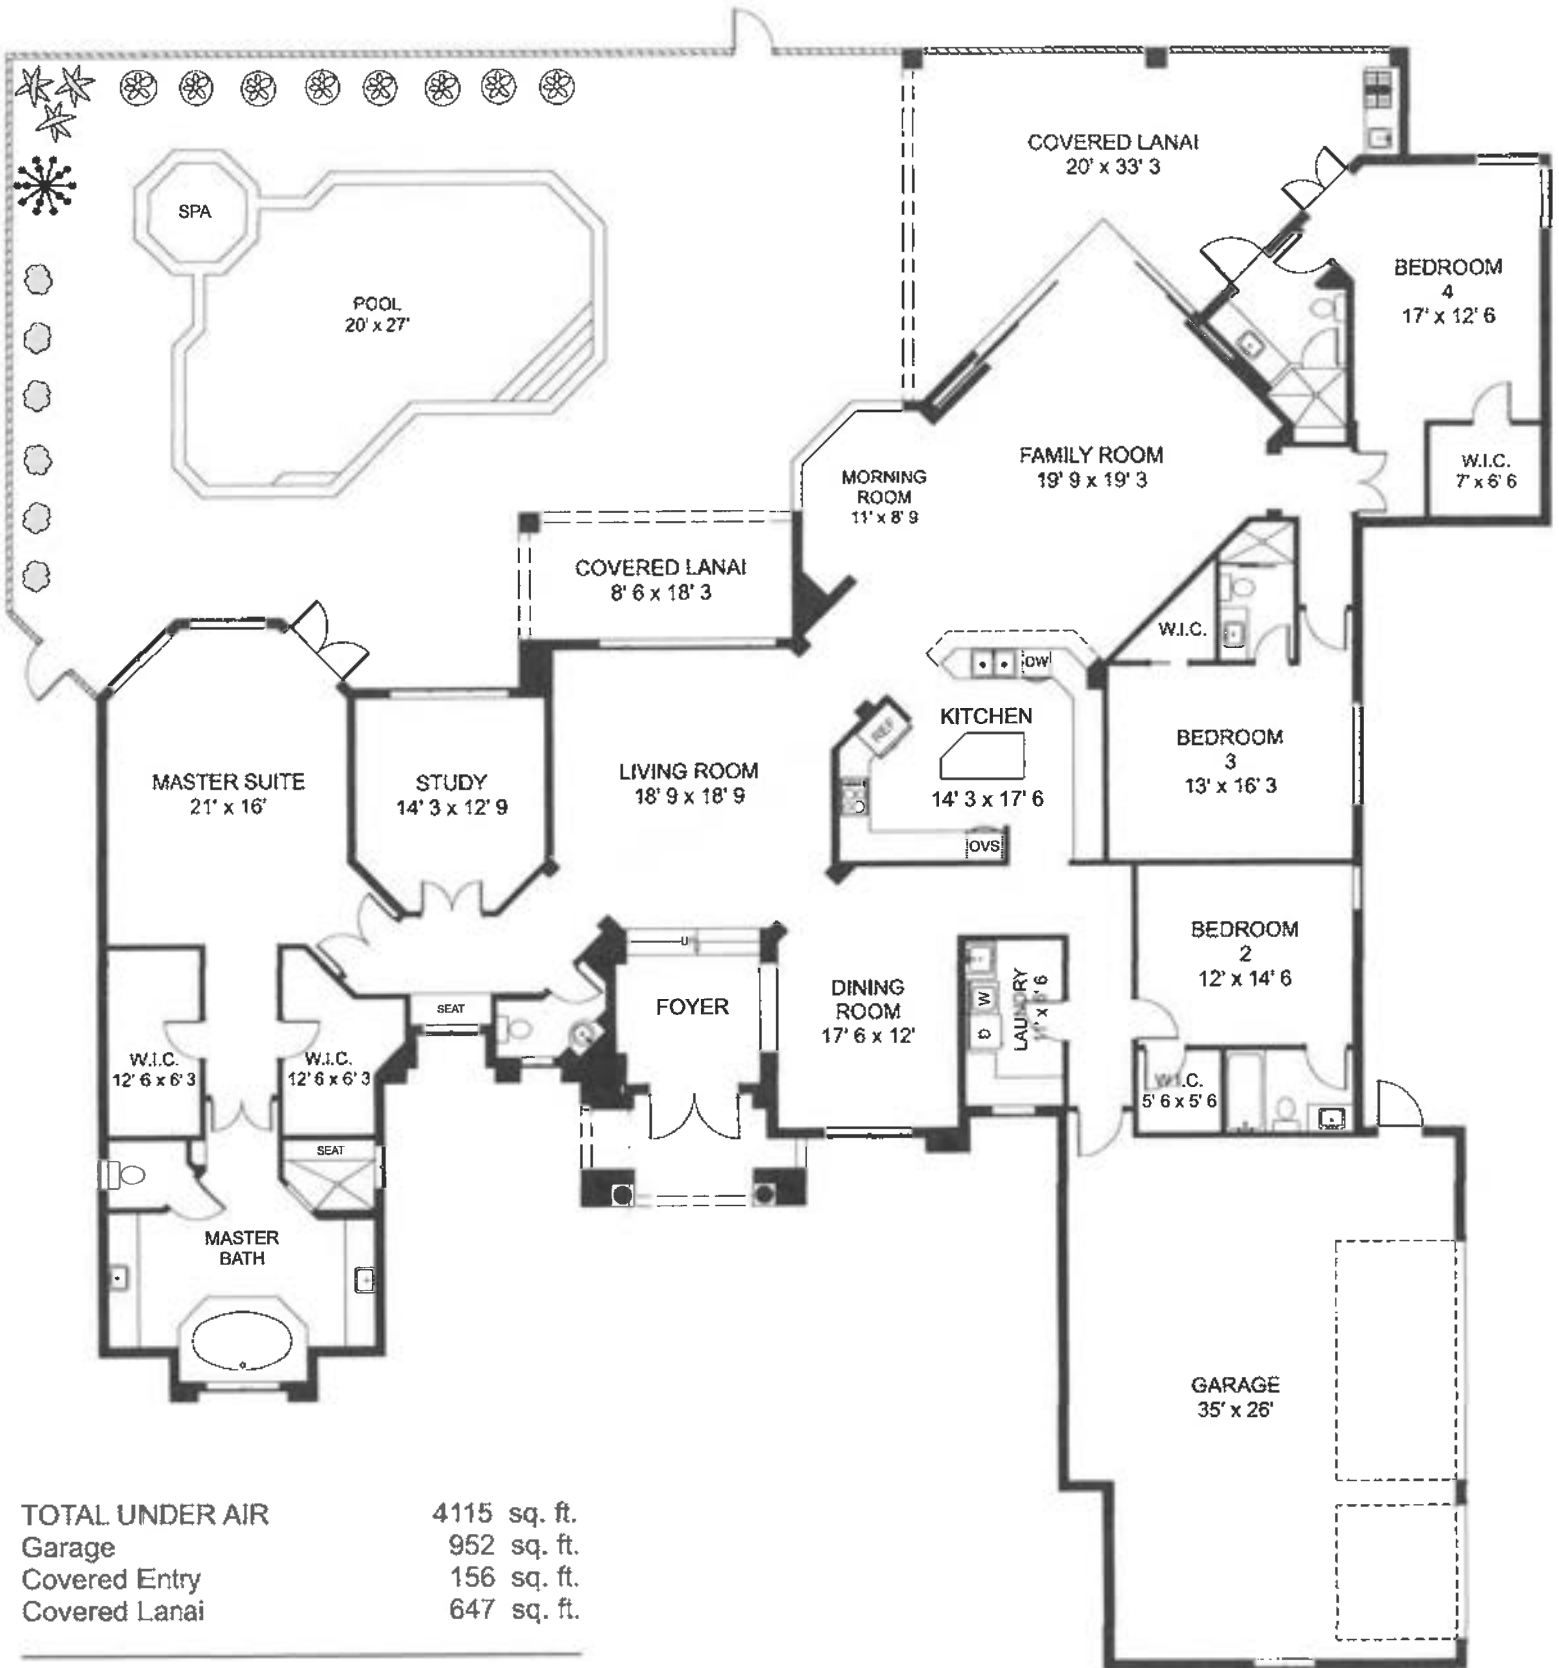 COVERED LANAI
20' x 33' 3
SPA
POOL
20' x 27'
BEDROOM
4
17' x 12' 6
W.I.C.
7' x 6' 6
FAMILY ROOM
19' 9 x 19' 3
MORNING
ROOM
11' x 8' 9
COVERED LANAI
8' 6 x 18' 3
W.I.C.
DW
KITCHEN
14' 3 x 17' 6
REF
OVS
BEDROOM
3
13' x 16' 3
MASTER SUITE
21' x 16'
STUDY
14' 3 x 12' 9
LIVING ROOM
18' 9 x 18' 9
BEDROOM
2
12' x 14' 6
DINING
ROOM
17' 6 x 12'
FOYER
SEAT
W
LAUNDRY
W.I.C.
12' 6 x 6' 3
W.I.C.
12' 6 x 6' 3
W.I.C.
5' 6 x 5' 6
SEAT
MASTER
BATH
GARAGE
35' x 26'
TOTAL UNDER AIR 4115 sq. ft.
Garage 952 sq. ft.
Covered Entry 156 sq. ft.
Covered Lanai 647 sq. ft.